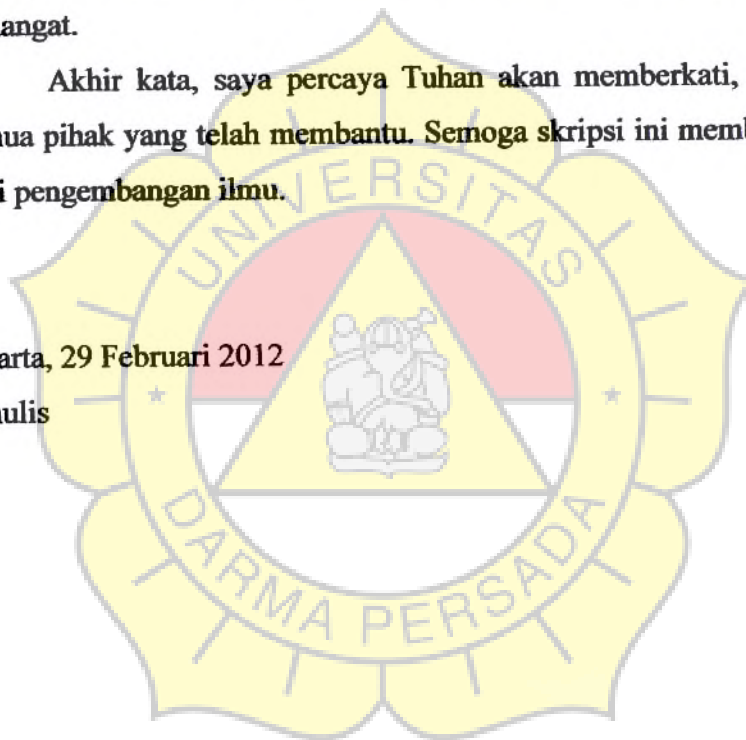 angat.
Akhir kata, saya percaya Tuhan akan memberkati,
ua pihak yang telah membantu. Semoga skripsi ini memb
i pengembangan ilmu.
UNIVERSITAS
arta, 29 Februari 2012
ulis
DARMA PERSADA